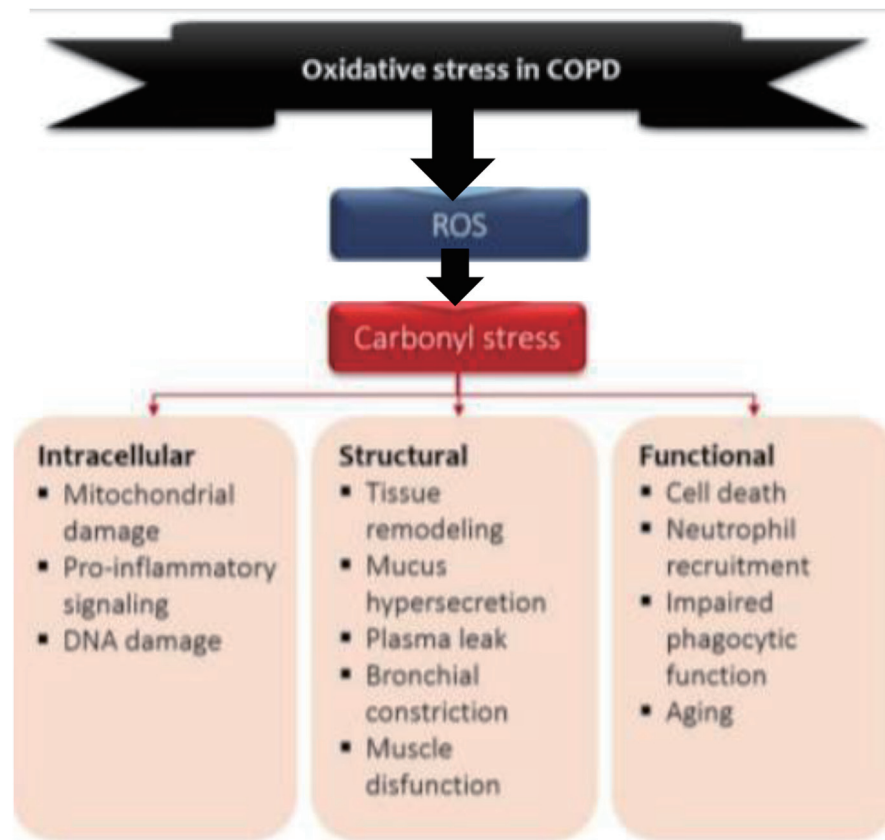 Oxidative stress in COPD
ROS
Carbonyl stress
Intracellular
▪ Mitochondrial
damage
▪ Pro-inflammatory
signaling
▪ DNA damage
Structural
▪ Tissue
remodeling
▪ Mucus
hypersecretion
▪ Plasma leak
▪ Bronchial
constriction
▪ Muscle
disfunction
Functional
▪ Cell death
▪ Neutrophil
recruitment
▪ Impaired
phagocytic
function
▪ Aging